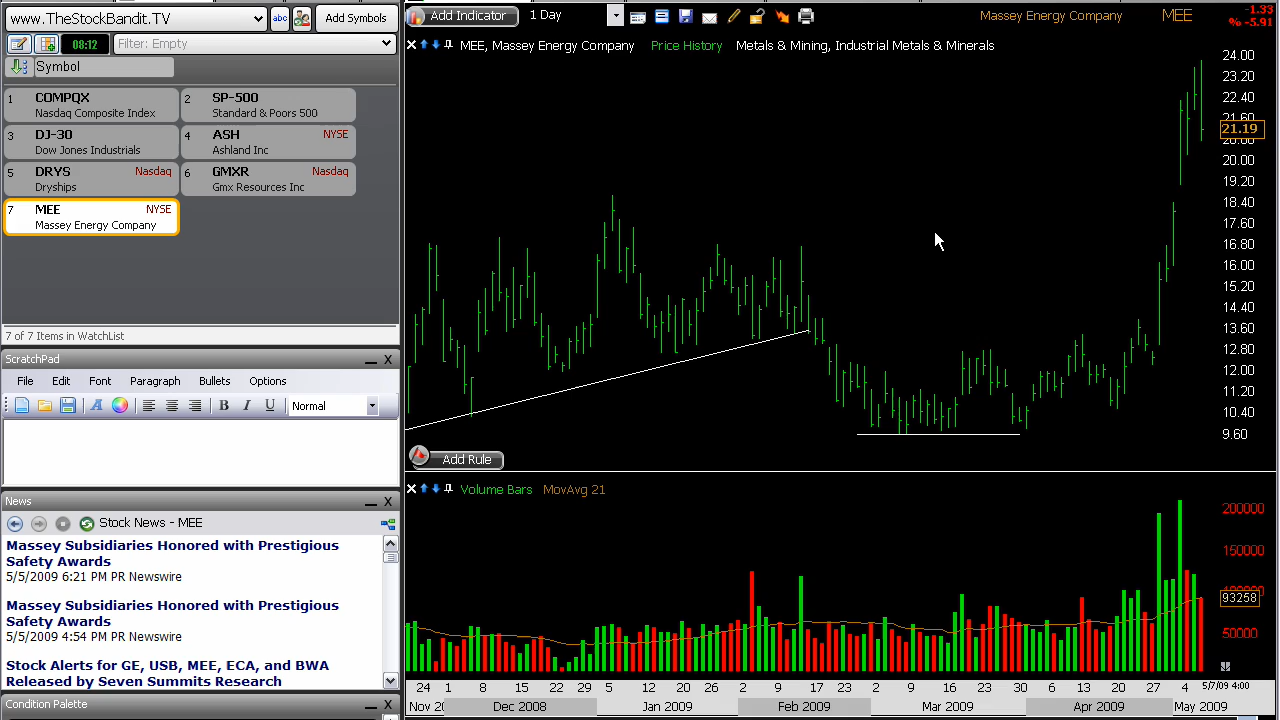 www.TheStockBandit.TV
abc
Add Symbols
08:12
Filter: Empty
Symbol
1 COMPQX
Nasdaq Composite Index
2 SP-500
Standard & Poors 500
3 DJ-30
Dow Jones Industrials
4 ASH NYSE
Ashland Inc
5 DRYS Nasdaq
Dryships
6 GMXR Nasdaq
Gmx Resources Inc
7 MEE NYSE
Massey Energy Company
7 of 7 Items in WatchList
ScratchPad
File Edit Font Paragraph Bullets Options
A B I U Normal
News
Stock News - MEE
Massey Subsidiaries Honored with Prestigious
Safety Awards
5/5/2009 6:21 PM PR Newswire
Massey Subsidiaries Honored with Prestigious
Safety Awards
5/5/2009 4:54 PM PR Newswire
Stock Alerts for GE, USB, MEE, ECA, and BWA
Released by Seven Summits Research
Condition Palette
Add Indicator 1 Day Massey Energy Company MEE
-1.33
% -5.91
MEE, Massey Energy Company Price History Metals & Mining, Industrial Metals & Minerals
24.00
23.20
22.40
21.60
21.19
20.00
19.20
18.40
17.60
16.80
16.00
15.20
14.40
13.60
12.80
12.00
11.20
10.40
9.60
Add Rule
Volume Bars MovAvg 21
200000
150000
100000
93258
50000
24 1 8 15 22 29 5 12 20 26 2 9 17 23 2 9 16 23 30 6 13 20 27 4 5/7/09 4:00
Nov 20 Dec 2008 Jan 2009 Feb 2009 Mar 2009 Apr 2009 May 2009